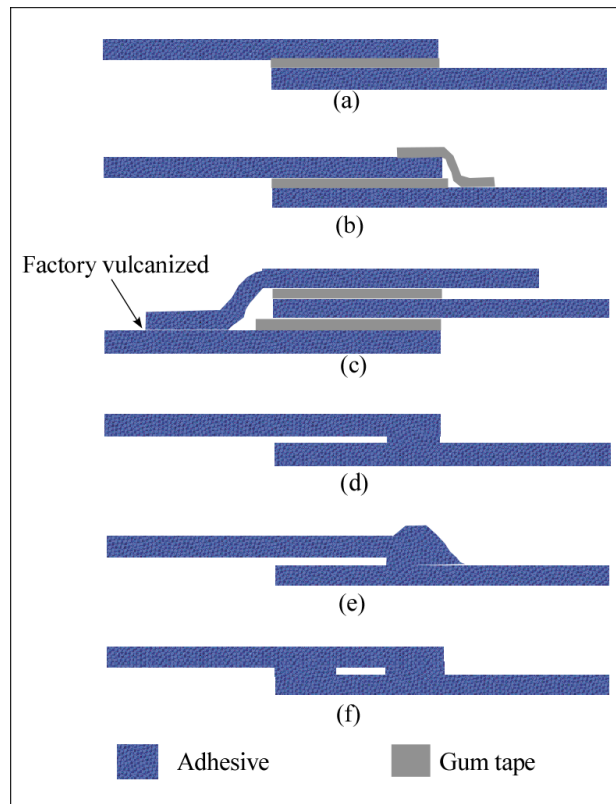 (a)
(b)
Factory vulcanized
(c)
(d)
(e)
(f)
Adhesive
Gum tape